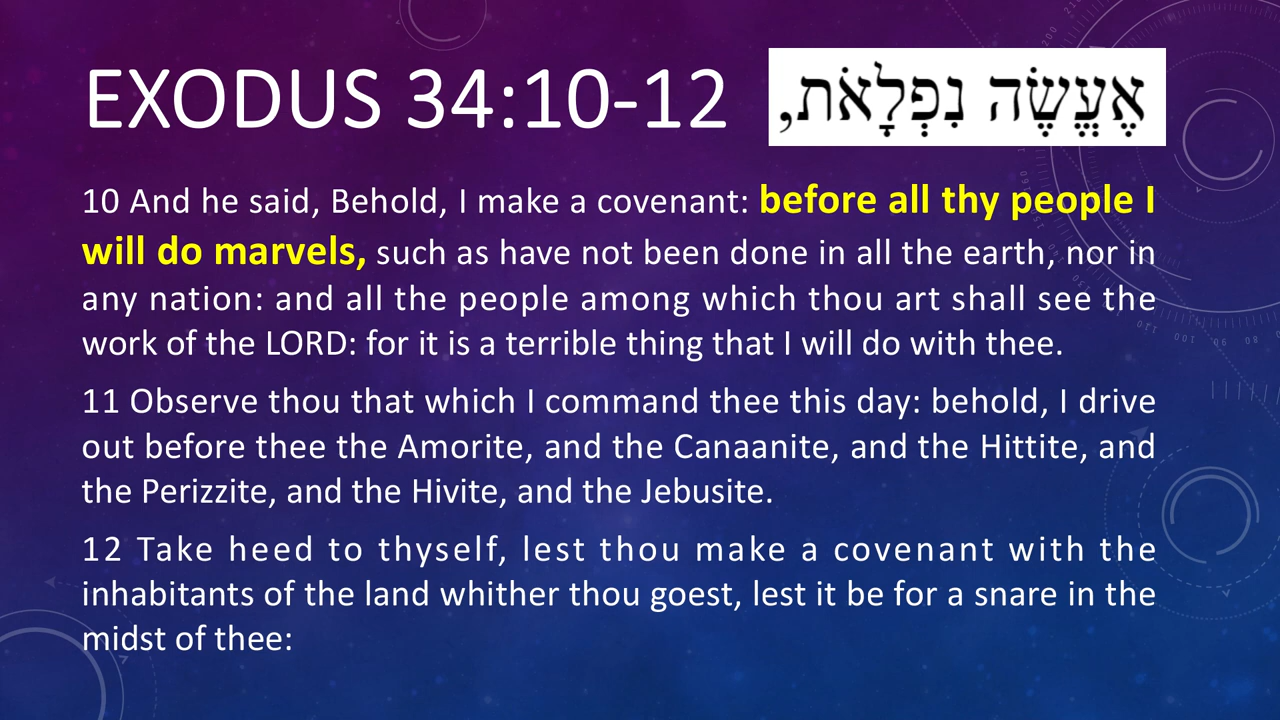 EXODUS 34:10-12
אֶעֱשֶׂה נִפְלָאֹת,
10 And he said, Behold, I make a covenant: before all thy people I
will do marvels, such as have not been done in all the earth, nor in
any nation: and all the people among which thou art shall see the
work of the LORD: for it is a terrible thing that I will do with thee.
11 Observe thou that which I command thee this day: behold, I drive
out before thee the Amorite, and the Canaanite, and the Hittite, and
the Perizzite, and the Hivite, and the Jebusite.
12 Take heed to thyself, lest thou make a covenant with the
inhabitants of the land whither thou goest, lest it be for a snare in the
midst of thee: